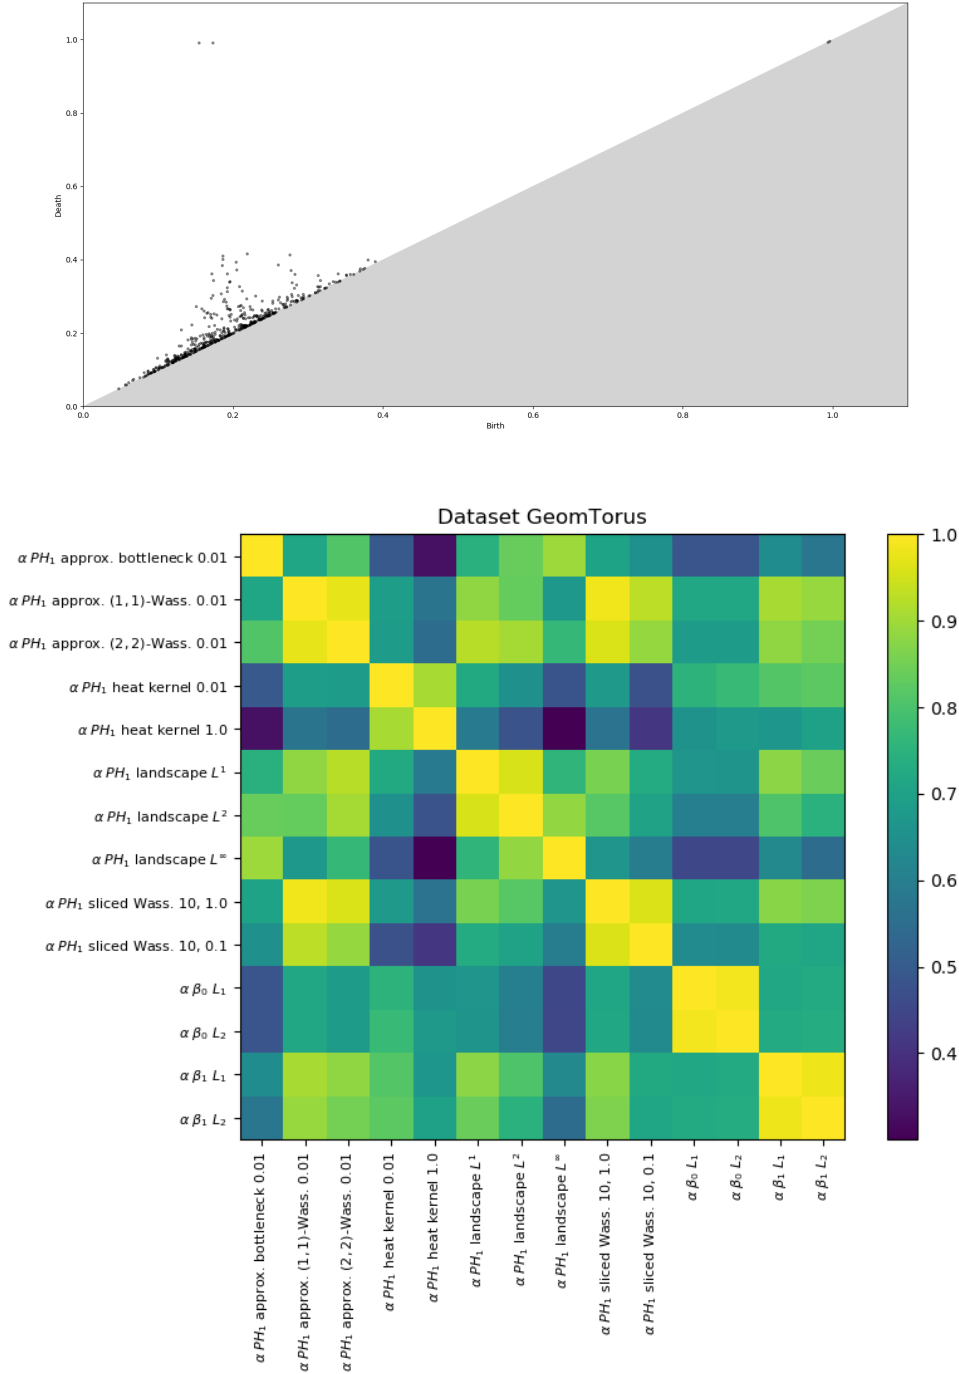 1.0
0.8
0.6
0.4
0.2
0.0
Death
0.0 0.2 0.4 0.6 0.8 1.0
Birth
Dataset GeomTorus
α PH₁ approx. bottleneck 0.01
α PH₁ approx. (1, 1)-Wass. 0.01
α PH₁ approx. (2, 2)-Wass. 0.01
α PH₁ heat kernel 0.01
α PH₁ heat kernel 1.0
α PH₁ landscape L¹
α PH₁ landscape L²
α PH₁ landscape L^∞
α PH₁ sliced Wass. 10, 1.0
α PH₁ sliced Wass. 10, 0.1
α β₀ L₁
α β₀ L₂
α β₁ L₁
α β₁ L₂
α PH₁ approx. bottleneck 0.01
α PH₁ approx. (1, 1)-Wass. 0.01
α PH₁ approx. (2, 2)-Wass. 0.01
α PH₁ heat kernel 0.01
α PH₁ heat kernel 1.0
α PH₁ landscape L¹
α PH₁ landscape L²
α PH₁ landscape L^∞
α PH₁ sliced Wass. 10, 1.0
α PH₁ sliced Wass. 10, 0.1
α β₀ L₁
α β₀ L₂
α β₁ L₁
α β₁ L₂
1.0
0.9
0.8
0.7
0.6
0.5
0.4